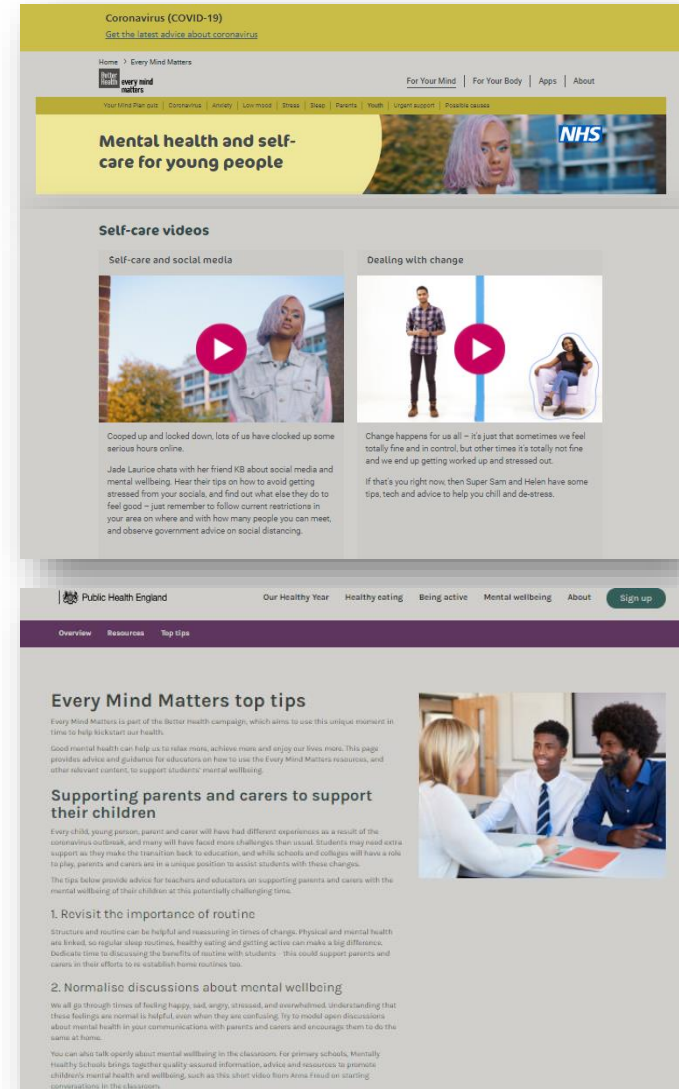 Coronavirus (COVID-19)
Get the latest advice about coronavirus
Home > Every Mind Matters
Better Health every mind matters
For Your Mind | For Your Body | Apps | About
Your Mind Plan quiz | Coronavirus | Anxiety | Low mood | Stress | Sleep | Parents | Youth | Urgent support | Possible causes
Mental health and self-
care for young people
NHS
Self-care videos
Self-care and social media
Cooped up and locked down, lots of us have clocked up some
serious hours online.
Jade Laurice chats with her friend KB about social media and
mental wellbeing. Hear their tips on how to avoid getting
stressed from your socials, and find out what else they do to
feel good – just remember to follow current restrictions in
your area on where and with how many people you can meet,
and observe government advice on social distancing.
Dealing with change
Change happens for us all – it's just that sometimes we feel
totally fine and in control, but other times it's totally not fine
and we end up getting worked up and stressed out.
If that's you right now, then Super Sam and Helen have some
tips, tech and advice to help you chill and de-stress.
Public Health England
Our Healthy Year Healthy eating Being active Mental wellbeing About Sign up
Overview Resources Top tips
Every Mind Matters top tips
Every Mind Matters is part of the Better Health campaign, which aims to use this unique moment in
time to help kickstart our health.
Good mental health can help us to relax more, achieve more and enjoy our lives more. This page
provides advice and guidance for educators on how to use the Every Mind Matters resources, and
other relevant content, to support students' mental wellbeing.
Supporting parents and carers to support
their children
Every child, young person, parent and carer will have had different experiences as a result of the
coronavirus outbreak, and many will have faced more challenges than usual. Students may need extra
support as they make the transition back to education, and while schools and colleges will have a role
to play, parents and carers are in a unique position to assist students with these changes.
The tips below provide advice for teachers and educators on supporting parents and carers with the
mental wellbeing of their children at this potentially challenging time.
1. Revisit the importance of routine
Structure and routine can be helpful and reassuring in times of change. Physical and mental health
are linked, so regular sleep routines, healthy eating and getting active can make a big difference.
Dedicate time to discussing the benefits of routine with students - this could support parents and
carers in their efforts to re-establish home routines too.
2. Normalise discussions about mental wellbeing
We all go through times of feeling happy, sad, angry, stressed, and overwhelmed. Understanding that
these feelings are normal is helpful, even when they are confusing. Try to model open discussions
about mental health in your communications with parents and carers and encourage them to do the
same at home.
You can also talk openly about mental wellbeing in the classroom. For primary schools, Mentally
Healthy Schools brings together quality-assured information, advice and resources to promote
children's mental health and wellbeing, such as this short video from Anna Freud on starting
conversations in the classroom.